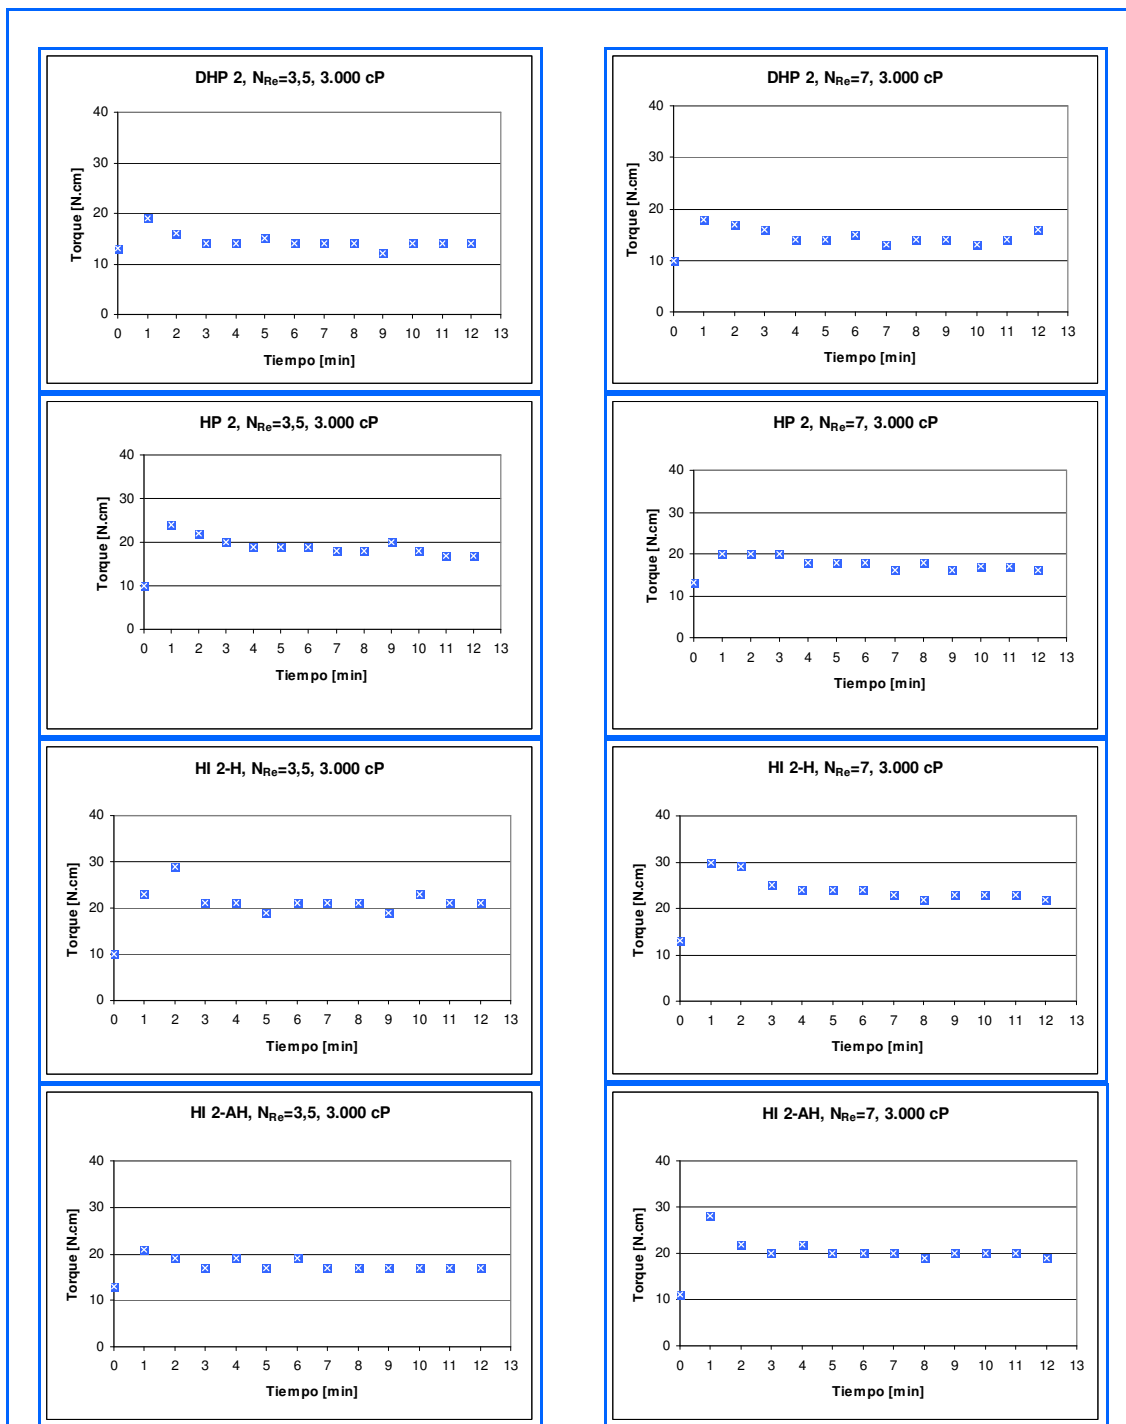 DHP 2, NRe=3,5, 3.000 cP
40
30
20
10
0
Torque [N.cm]
0 1 2 3 4 5 6 7 8 9 10 11 12 13
Tiempo [min]
DHP 2, NRe=7, 3.000 cP
40
30
20
10
0
Torque [N.cm]
0 1 2 3 4 5 6 7 8 9 10 11 12 13
Tiempo [min]
HP 2, NRe=3,5, 3.000 cP
40
30
20
10
0
Torque [N.cm]
0 1 2 3 4 5 6 7 8 9 10 11 12 13
Tiempo [min]
HP 2, NRe=7, 3.000 cP
40
30
20
10
0
Torque [N.cm]
0 1 2 3 4 5 6 7 8 9 10 11 12 13
Tiempo [min]
HI 2-H, NRe=3,5, 3.000 cP
40
30
20
10
0
Torque [N.cm]
0 1 2 3 4 5 6 7 8 9 10 11 12 13
Tiempo [min]
HI 2-H, NRe=7, 3.000 cP
40
30
20
10
0
Torque [N.cm]
0 1 2 3 4 5 6 7 8 9 10 11 12 13
Tiempo [min]
HI 2-AH, NRe=3,5, 3.000 cP
40
30
20
10
0
Torque [N.cm]
0 1 2 3 4 5 6 7 8 9 10 11 12 13
Tiempo [min]
HI 2-AH, NRe=7, 3.000 cP
40
30
20
10
0
Torque [N.cm]
0 1 2 3 4 5 6 7 8 9 10 11 12 13
Tiempo [min]